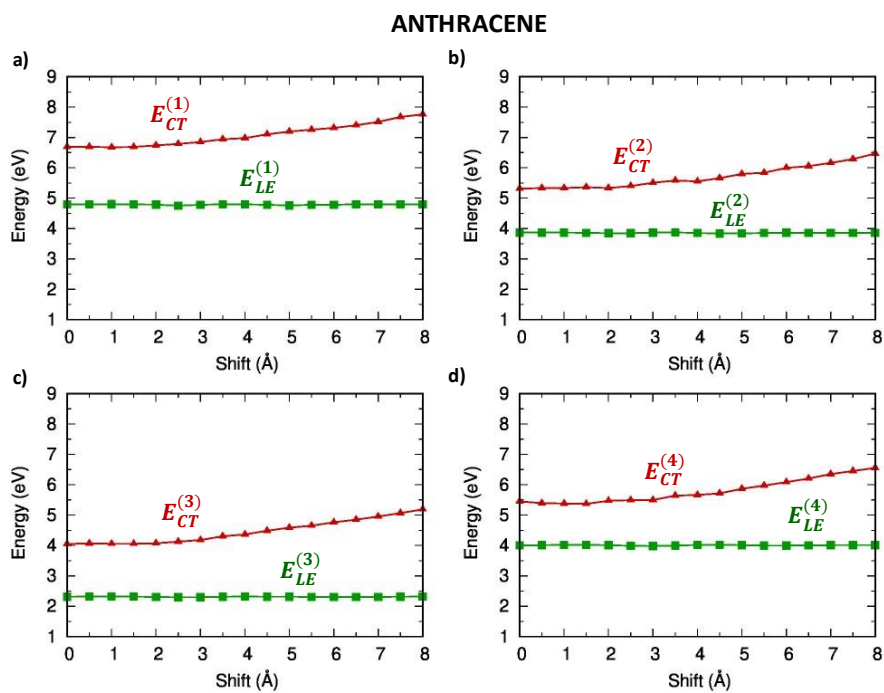 ANTHRACENE
a)
b)
9
8
7
6
5
4
3
2
1
Energy (eV)
E_CT^(1)
E_LE^(1)
0 1 2 3 4 5 6 7 8
Shift (Å)
9
8
7
6
5
4
3
2
1
Energy (eV)
E_CT^(2)
E_LE^(2)
0 1 2 3 4 5 6 7 8
Shift (Å)
c)
d)
9
8
7
6
5
4
3
2
1
Energy (eV)
E_CT^(3)
E_LE^(3)
0 1 2 3 4 5 6 7 8
Shift (Å)
9
8
7
6
5
4
3
2
1
Energy (eV)
E_CT^(4)
E_LE^(4)
0 1 2 3 4 5 6 7 8
Shift (Å)